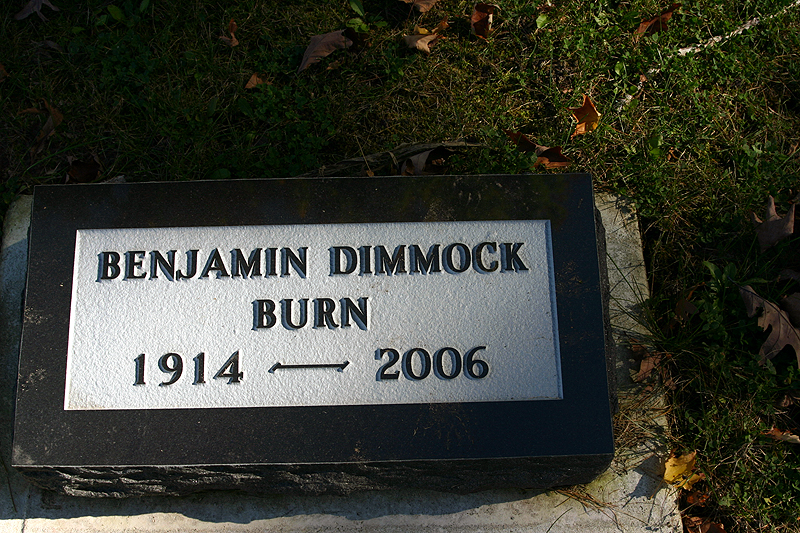 BENJAMIN DIMMOCK
BURN
1914 — 2006